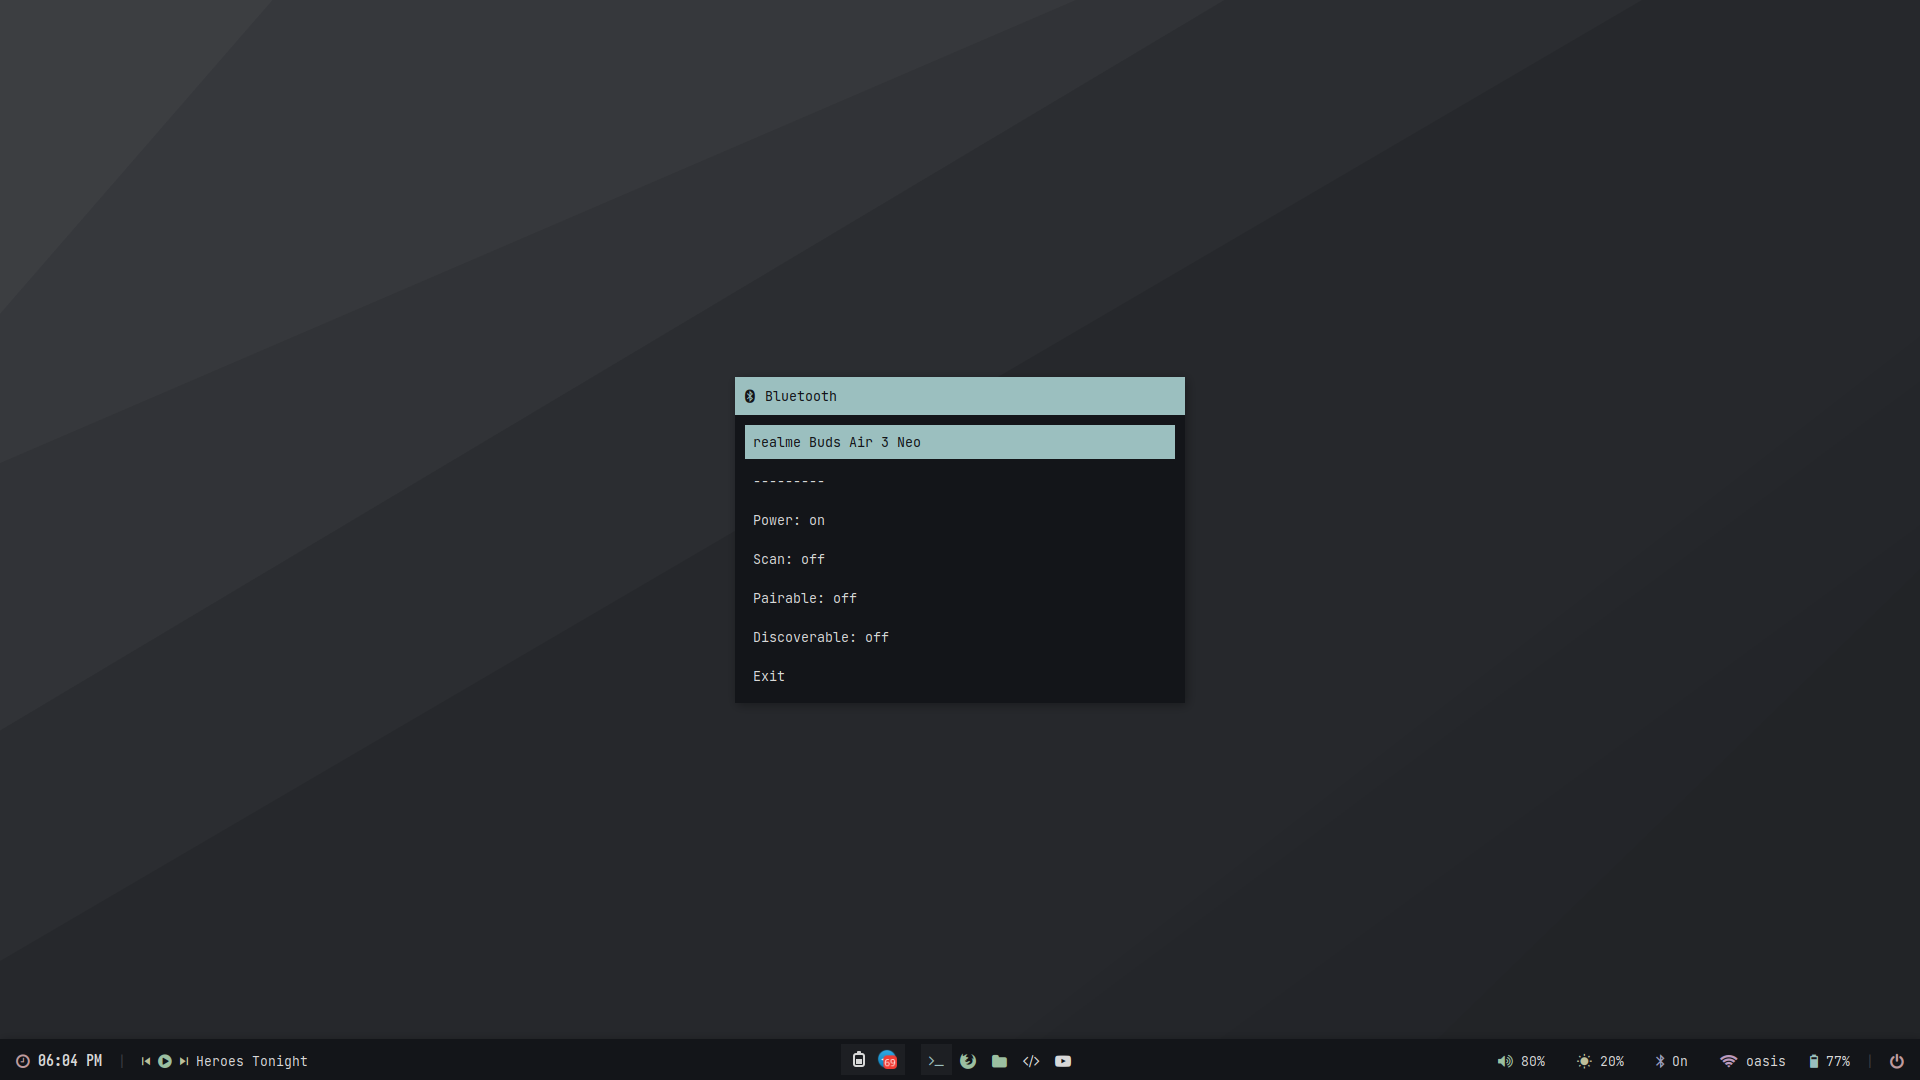 Bluetooth
realme Buds Air 3 Neo
---------
Power: on
Scan: off
Pairable: off
Discoverable: off
Exit
06:04 PM | Heroes Tonight 69 >_ </> 80% 20% On oasis 77% |